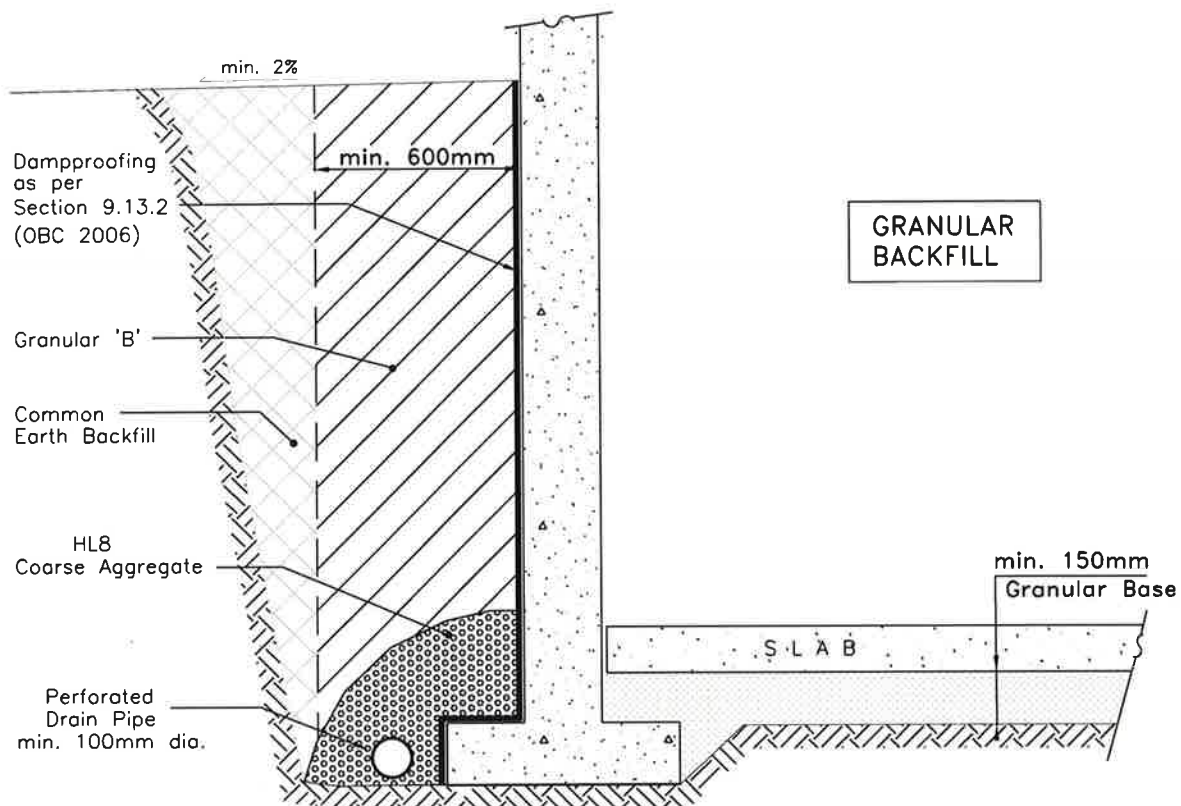 min. 2%
Dampproofing
as per
Section 9.13.2
(OBC 2006)
min. 600mm
GRANULAR
BACKFILL
Granular 'B'
Common
Earth Backfill
HL8
Coarse Aggregate
min. 150mm
Granular Base
SLAB
Perforated
Drain Pipe
min. 100mm dia.